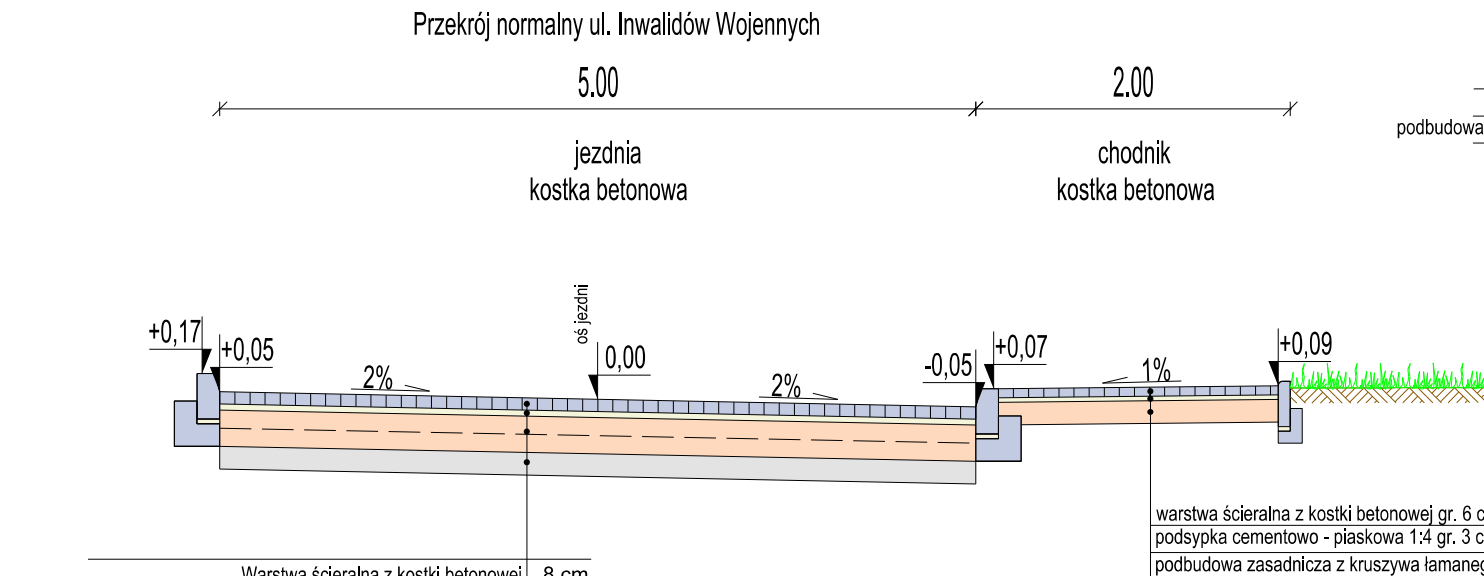 Przekrój normalny ul. Inwalidów Wojennych
5.00
2.00
podbudowa
jezdnia
kostka betonowa
chodnik
kostka betonowa
oś jezdni
+0,17
+0,05
2%
0,00
2%
-0,05
+0,07
1%
+0,09
warstwa ścieralna z kostki betonowej gr. 6 c
podsypka cementowo - piaskowa 1:4 gr. 3 c
podbudowa zasadnicza z kruszywa łamaneg
Warstwa ścieralna z kostki betonowej 8 cm